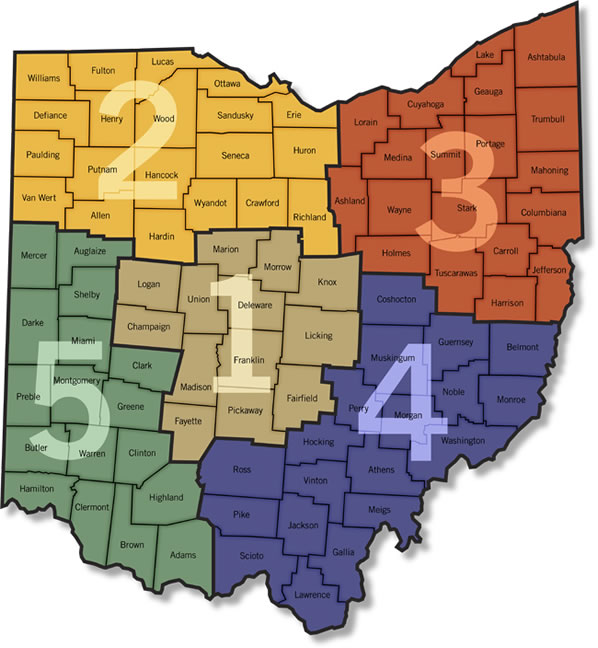 Williams
Fulton
Lucas
Ottawa
Defiance
Henry
Wood
Sandusky
Erie
Paulding
Putnam
Hancock
Seneca
Huron
Van Wert
Allen
Wyandot
Crawford
Richland
Hardin
2
Lake
Ashtabula
Geauga
Cuyahoga
Lorain
Trumbull
Medina
Summit
Portage
Mahoning
Ashland
Wayne
Stark
Columbiana
Holmes
Tuscarawas
Carroll
Jefferson
Harrison
3
Marion
Morrow
Knox
Logan
Union
Deleware
Champaign
Licking
Franklin
Madison
Fairfield
Pickaway
Fayette
1
Mercer
Auglaize
Shelby
Darke
Miami
Clark
Preble
Montgomery
Greene
Butler
Warren
Clinton
Hamilton
Clermont
Highland
Brown
Adams
5
Coshocton
Guernsey
Belmont
Muskingum
Noble
Monroe
Perry
Morgan
Washington
Hocking
Ross
Athens
Vinton
Pike
Meigs
Jackson
Scioto
Gallia
Lawrence
4